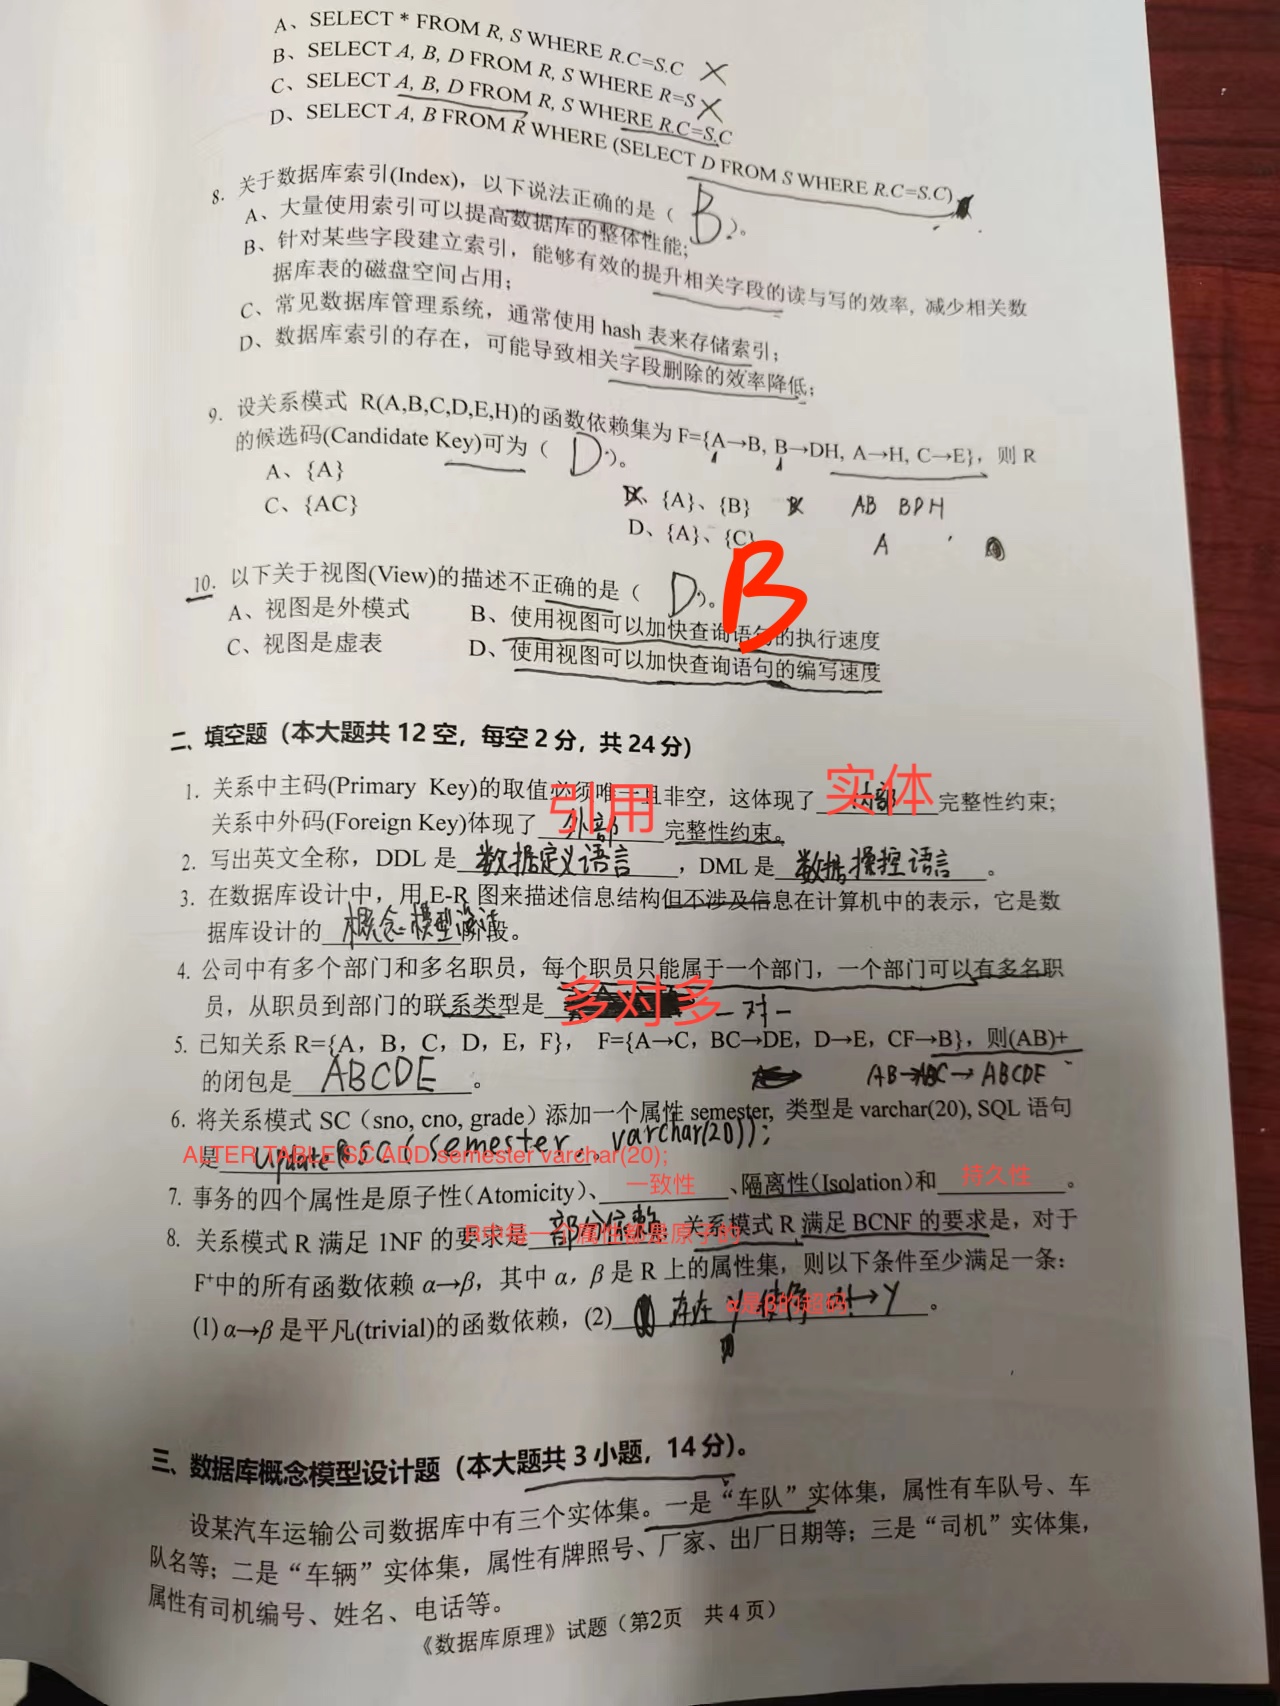 A、SELECT * FROM R, S WHERE R.C=S.C
B、SELECT A, B, D FROM R, S WHERE R=S
C、SELECT A, B, D FROM R, S WHERE R.C=S.C
D、SELECT A, B FROM R WHERE (SELECT D FROM S WHERE R.C=S.C)
8. 关于数据库索引(Index)，以下说法正确的是（ B ）。
A、大量使用索引可以提高数据库的整体性能；
B、针对某些字段建立索引，能够有效的提升相关字段的读与写的效率，减少相关数
据库表的磁盘空间占用；
C、常见数据库管理系统，通常使用 hash 表来存储索引；
D、数据库索引的存在，可能导致相关字段删除的效率降低；
9. 设关系模式 R(A,B,C,D,E,H)的函数依赖集为 F={A→B, B→DH, A→H, C→E}，则 R
的候选码(Candidate Key)可为（ D ）。
A、{A}
B、{A}、{B} AB BDH
C、{AC}
D、{A}、{C} A
10. 以下关于视图(View)的描述不正确的是（ D ）。 B
A、视图是外模式 B、使用视图可以加快查询语句的执行速度
C、视图是虚表 D、使用视图可以加快查询语句的编写速度
二、填空题（本大题共 12 空，每空 2 分，共 24 分）
1. 关系中主码(Primary Key)的取值必须唯一且非空，这体现了 内部 实体 完整性约束；
关系中外码(Foreign Key)体现了 外部 引用 完整性约束。
2. 写出英文全称，DDL 是 数据定义语言 ，DML 是 数据操控语言 。
3. 在数据库设计中，用 E-R 图来描述信息结构但不涉及信息在计算机中的表示，它是数
据库设计的 概念模型设计 阶段。
4. 公司中有多个部门和多名职员，每个职员只能属于一个部门，一个部门可以有多名职
员，从职员到部门的联系类型是 多对多 一对一
5. 已知关系 R={A，B，C，D，E，F}， F={A→C，BC→DE，D→E，CF→B}，则(AB)+
的闭包是 ABCDE 。 AB→ABC→ABCDE
6. 将关系模式 SC（sno, cno, grade）添加一个属性 semester, 类型是 varchar(20), SQL 语句
是 update SC(semester, varchar(20)); 。
ALTER TABLE SC ADD semester varchar(20);
7. 事务的四个属性是原子性（Atomicity）、 一致性 、隔离性（Isolation）和 持久性 。
8. 关系模式 R 满足 1NF 的要求是 R中每一个属性都是原子的 关系模式 R 满足 BCNF 的要求是，对于
F⁺中的所有函数依赖 α→β，其中 α，β 是 R 上的属性集，则以下条件至少满足一条：
(1) α→β 是平凡(trivial)的函数依赖，(2) 存在 α是β的超码 →Y 。
三、数据库概念模型设计题（本大题共 3 小题，14 分）。
设某汽车运输公司数据库中有三个实体集。一是“车队”实体集，属性有车队号、车
队名等；二是“车辆”实体集，属性有牌照号、厂家、出厂日期等；三是“司机”实体集，
属性有司机编号、姓名、电话等。
《数据库原理》试题（第2页 共 4 页）